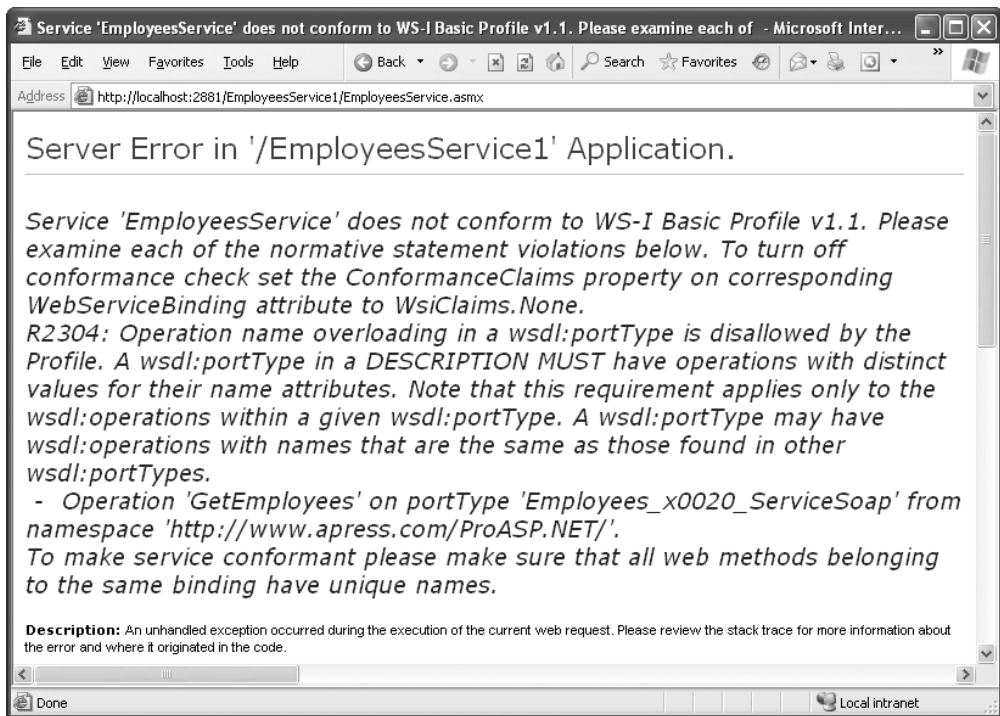 Service 'EmployeesService' does not conform to WS-I Basic Profile v1.1. Please examine each of - Microsoft Inter...
File Edit View Favorites Tools Help Back Search Favorites »
Address http://localhost:2881/EmployeesService1/EmployeesService.asmx
Server Error in '/EmployeesService1' Application.
Service 'EmployeesService' does not conform to WS-I Basic Profile v1.1. Please
examine each of the normative statement violations below. To turn off
conformance check set the ConformanceClaims property on corresponding
WebServiceBinding attribute to WsiClaims.None.
R2304: Operation name overloading in a wsdl:portType is disallowed by the
Profile. A wsdl:portType in a DESCRIPTION MUST have operations with distinct
values for their name attributes. Note that this requirement applies only to the
wsdl:operations within a given wsdl:portType. A wsdl:portType may have
wsdl:operations with names that are the same as those found in other
wsdl:portTypes.
- Operation 'GetEmployees' on portType 'Employees_x0020_ServiceSoap' from
namespace 'http://www.apress.com/ProASP.NET/'.
To make service conformant please make sure that all web methods belonging
to the same binding have unique names.
Description: An unhandled exception occurred during the execution of the current web request. Please review the stack trace for more information about
the error and where it originated in the code.
Done Local intranet